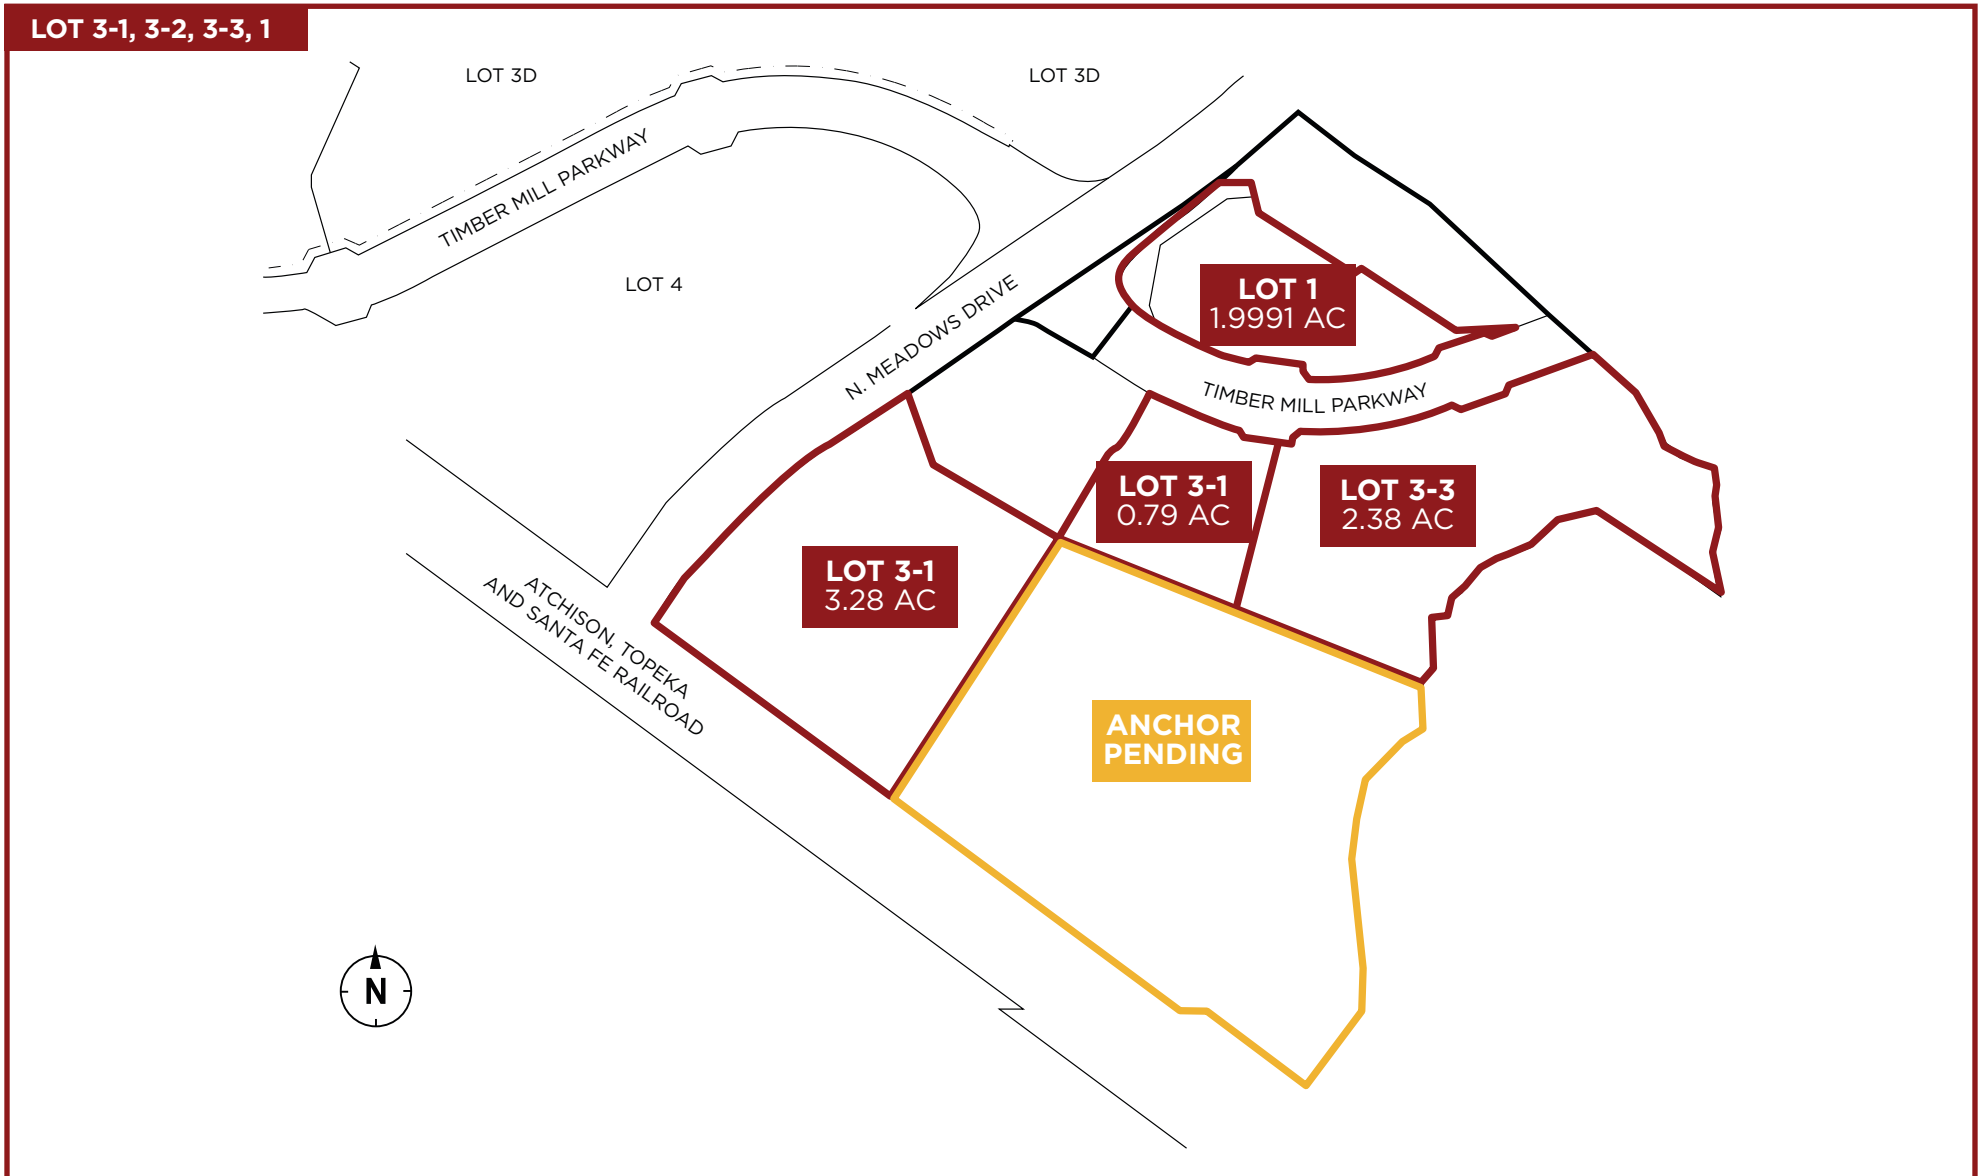 LOT 3-1, 3-2, 3-3, 1
LOT 3D
LOT 3D
TIMBER MILL PARKWAY
LOT 4
N. MEADOWS DRIVE
LOT 1
1.9991 AC
TIMBER MILL PARKWAY
LOT 3-1
0.79 AC
LOT 3-3
2.38 AC
LOT 3-1
3.28 AC
ATCHISON, TOPEKA
AND SANTA FE RAILROAD
ANCHOR
PENDING
N